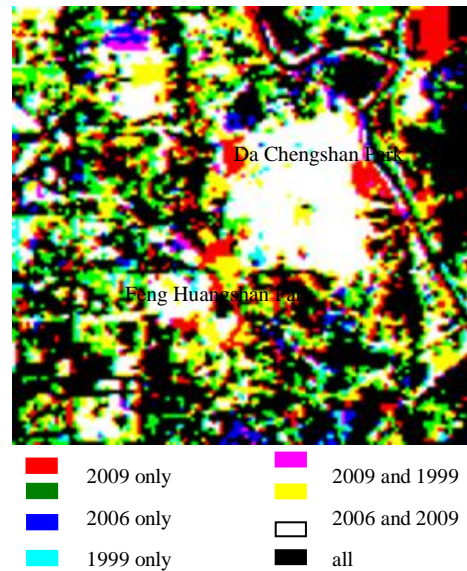 Da Chengshan Park
Feng Huangshan Park
2009 only
2009 and 1999
2006 only
2006 and 2009
1999 only
all